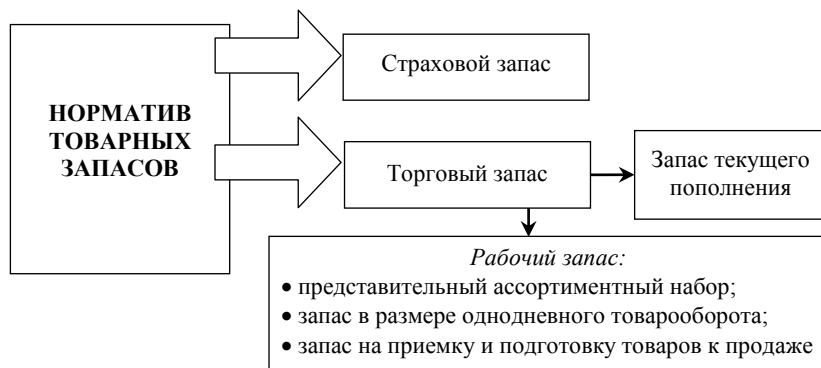 НОРМАТИВ
ТОВАРНЫХ
ЗАПАСОВ
Страховой запас
Торговый запас
Запас текущего
пополнения
Рабочий запас:
• представительный ассортиментный набор;
• запас в размере однодневного товарооборота;
• запас на приемку и подготовку товаров к продаже